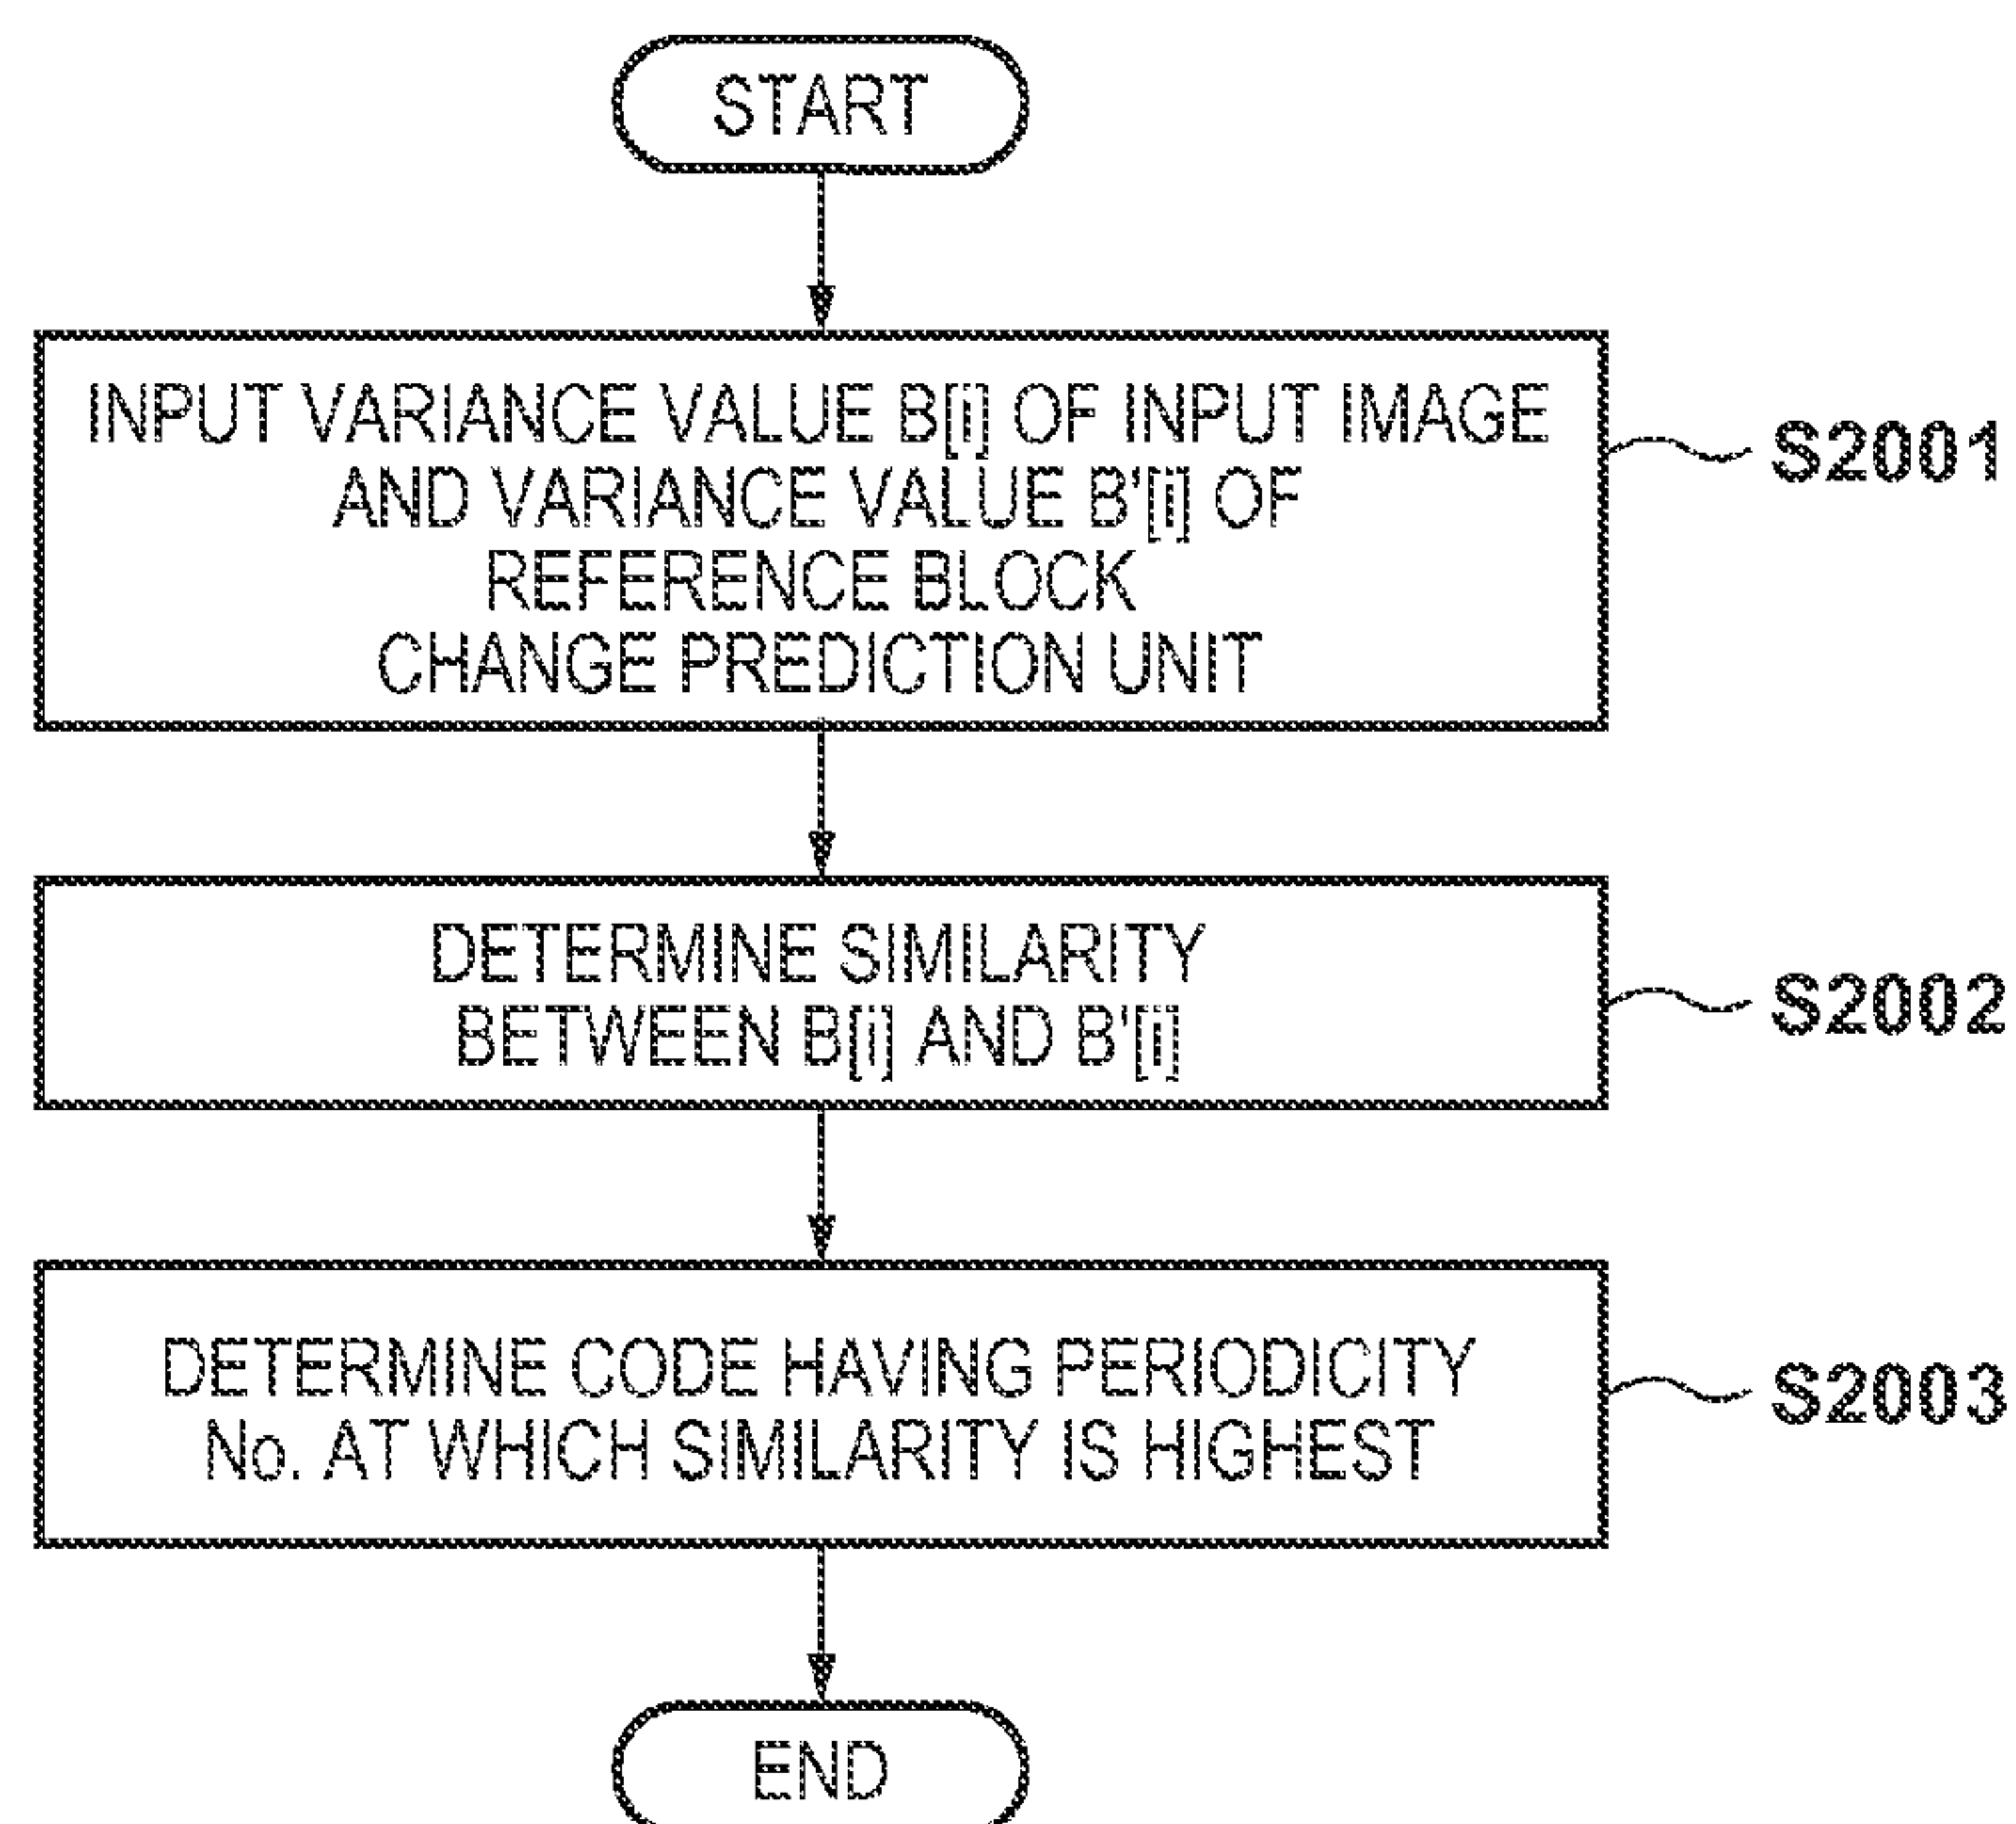 START
INPUT VARIANCE VALUE B[i] OF INPUT IMAGE
AND VARIANCE VALUE B'[i] OF
REFERENCE BLOCK
CHANGE PREDICTION UNIT
S2001
DETERMINE SIMILARITY
BETWEEN B[i] AND B'[i]
S2002
DETERMINE CODE HAVING PERIODICITY
No. AT WHICH SIMILARITY IS HIGHEST
S2003
END